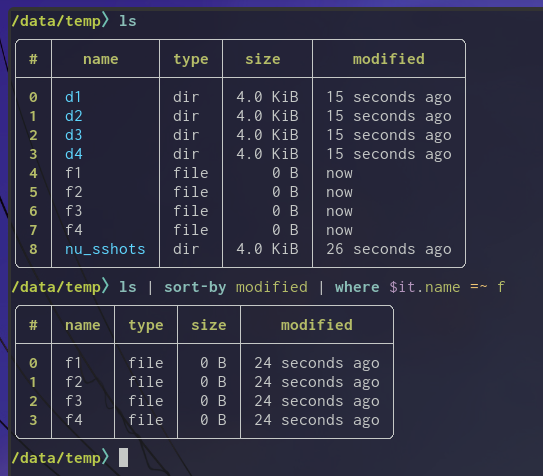 /data/temp〉ls
# name type size modified
0 d1 dir 4.0 KiB 15 seconds ago
1 d2 dir 4.0 KiB 15 seconds ago
2 d3 dir 4.0 KiB 15 seconds ago
3 d4 dir 4.0 KiB 15 seconds ago
4 f1 file 0 B now
5 f2 file 0 B now
6 f3 file 0 B now
7 f4 file 0 B now
8 nu_sshots dir 4.0 KiB 26 seconds ago
/data/temp〉ls | sort-by modified | where $it.name =~ f
# name type size modified
0 f1 file 0 B 24 seconds ago
1 f2 file 0 B 24 seconds ago
2 f3 file 0 B 24 seconds ago
3 f4 file 0 B 24 seconds ago
/data/temp〉